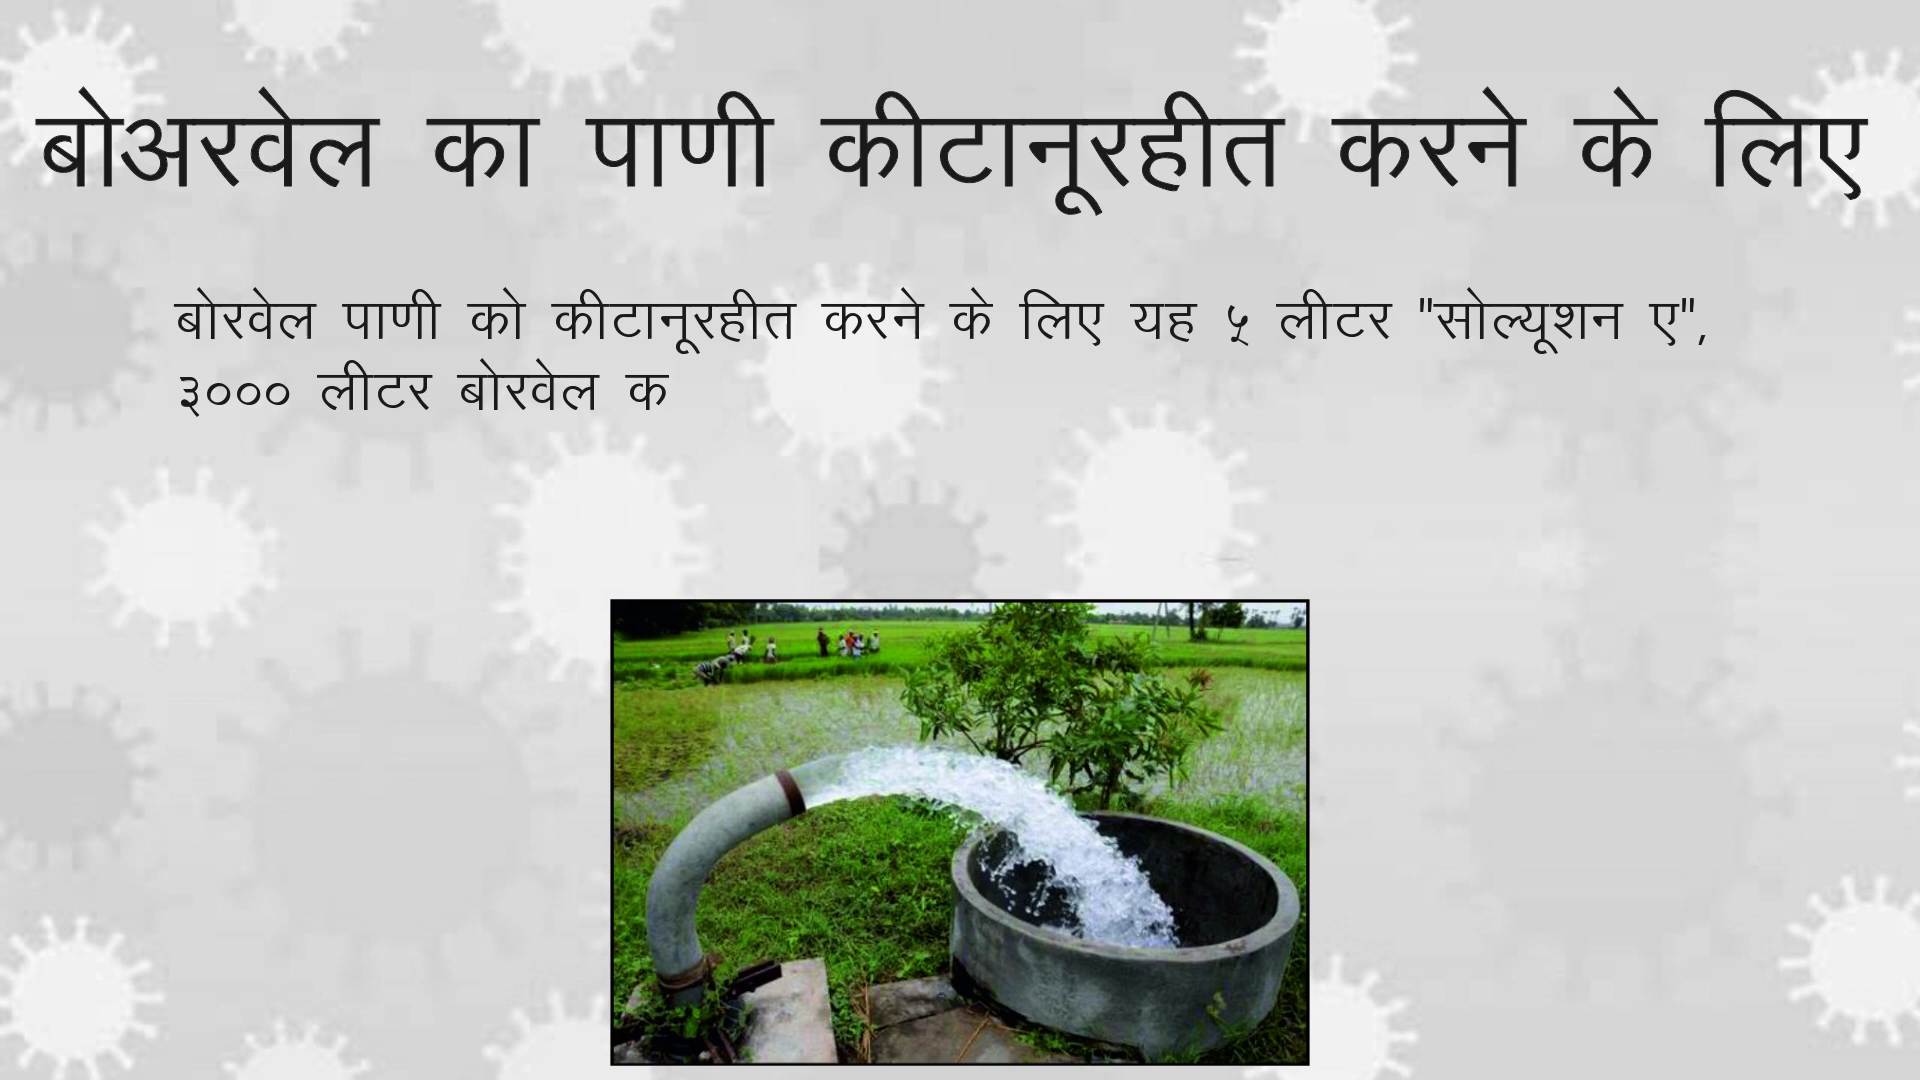 बोअरवेल का पाणी कीटानूरहीत करने के लिए
बोरवेल पाणी को कीटानूरहीत करने के लिए यह ५ लीटर "सोल्यूशन ए",
३००० लीटर बोरवेल क